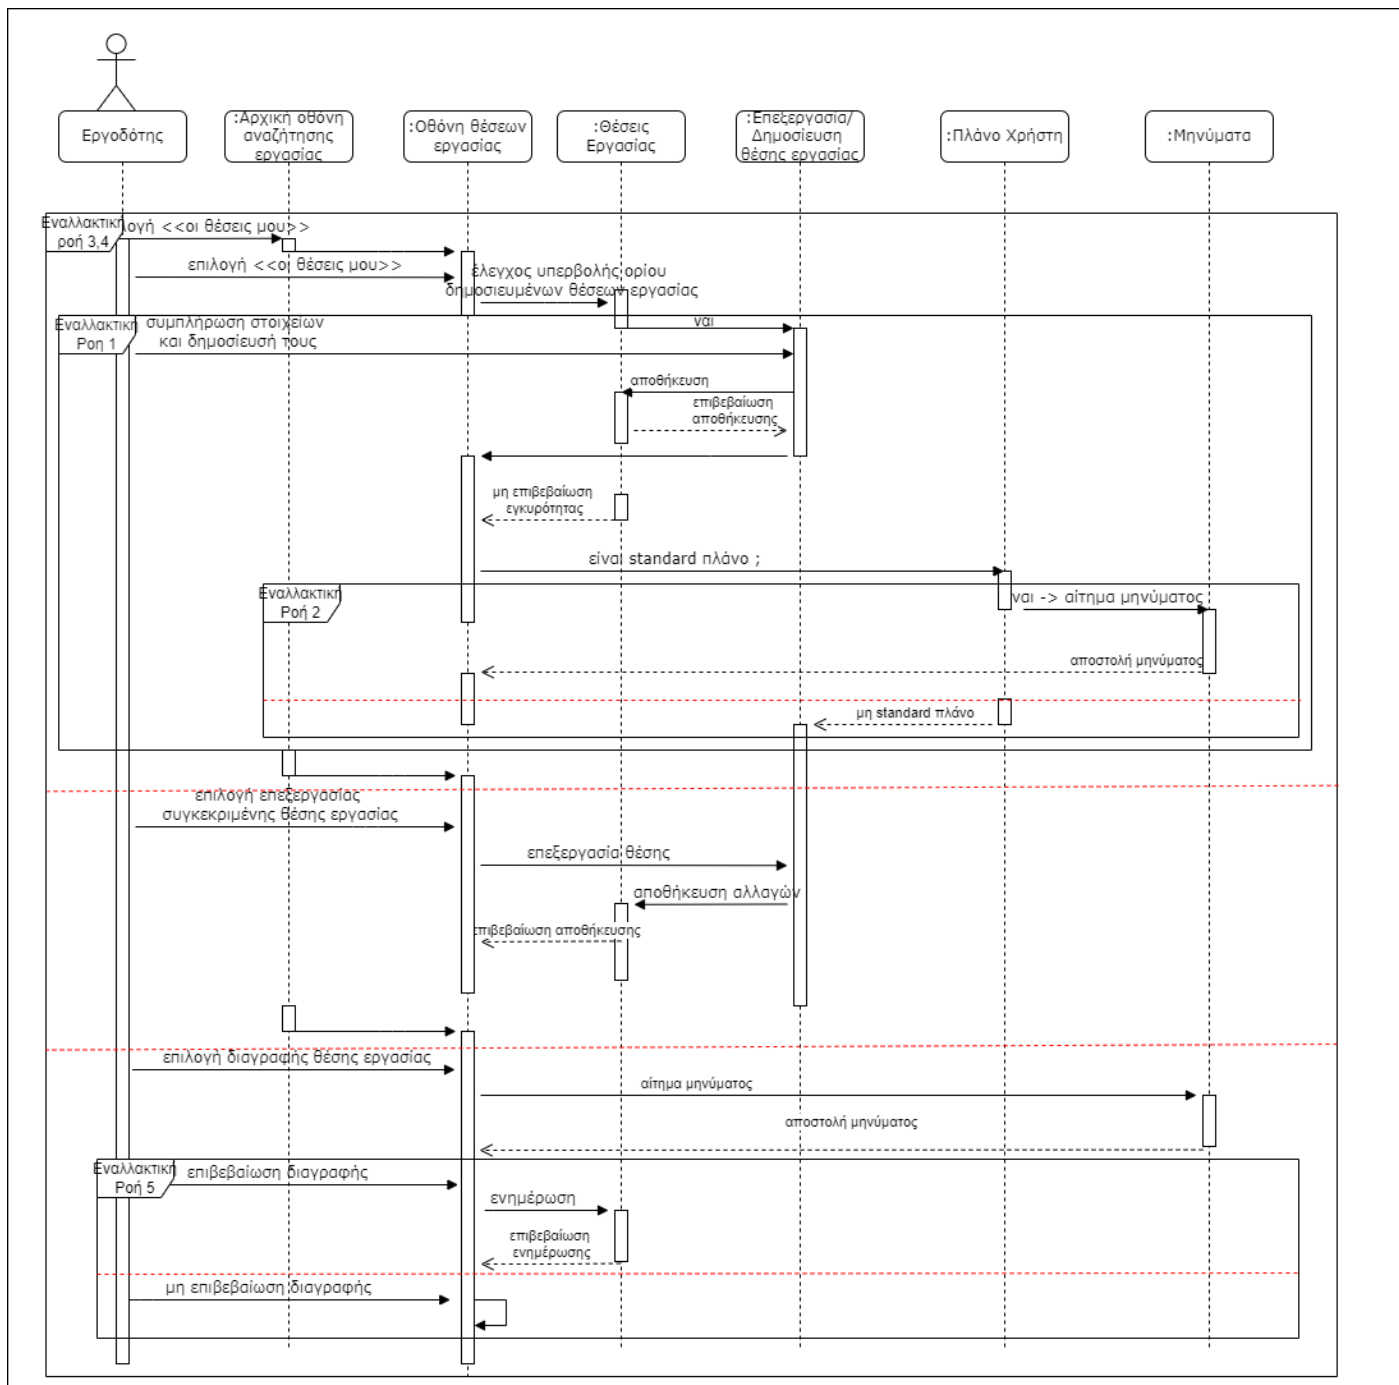 Εργοδότης
:Αρχική οθόνη
αναζήτησης
εργασίας
:Οθόνη θέσεων
εργασίας
:Θέσεις
Εργασίας
:Επεξεργασία/
Δημοσίευση
θέσης εργασίας
:Πλάνο Χρήστη
:Μηνύματα
Εναλλακτική
ροή 3,4
λογή <<οι θέσεις μου>>
επιλογή <<οι θέσεις μου>>
έλεγχος υπερβολής ορίου
δημοσιευμένων θέσεων εργασίας
Εναλλακτική
Ροη 1
συμπλήρωση στοιχείων
και δημοσίευσή τους
ναι
αποθήκευση
επιβεβαίωση
αποθήκευσης
μη επιβεβαίωση
εγκυρότητας
είναι standard πλάνο ;
Εναλλακτική
Ροή 2
ναι -> αίτημα μηνύματος
αποστολή μηνύματος
μη standard πλάνο
επιλογή επεξεργασίας
συγκεκριμένης θέσης εργασίας
επεξεργασία θέσης
αποθήκευση αλλαγών
επιβεβαίωση αποθήκευσης
επιλογή διαγραφής θέσης εργασίας
αίτημα μηνύματος
αποστολή μηνύματος
Εναλλακτική
Ροή 5
επιβεβαίωση διαγραφής
ενημέρωση
επιβεβαίωση
ενημέρωσης
μη επιβεβαίωση διαγραφής